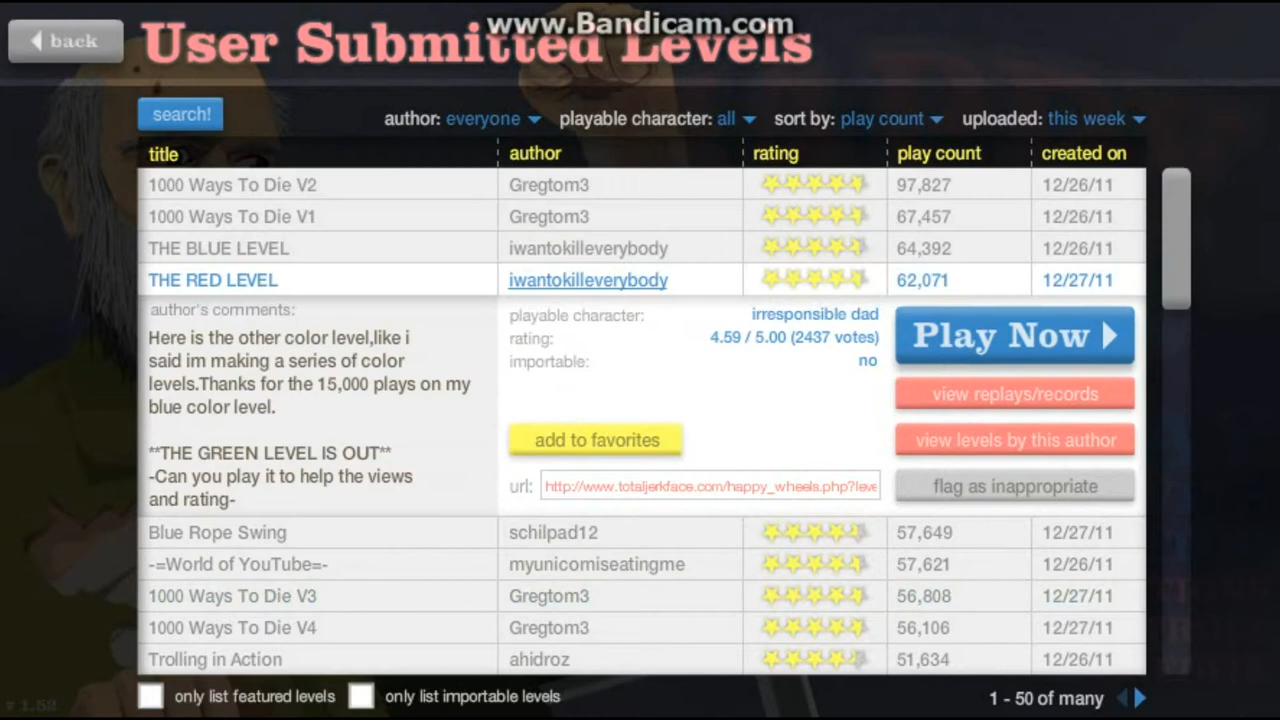 www.Bandicam.com
back
User Submitted Levels
search!
author: everyone playable character: all sort by: play count uploaded: this week
title author rating play count created on
1000 Ways To Die V2 Gregtom3 97,827 12/26/11
1000 Ways To Die V1 Gregtom3 67,457 12/26/11
THE BLUE LEVEL iwantokilleverybody 64,392 12/26/11
THE RED LEVEL iwantokilleverybody 62,071 12/27/11
author's comments:
Here is the other color level,like i
said im making a series of color
levels.Thanks for the 15,000 plays on my
blue color level.
**THE GREEN LEVEL IS OUT**
-Can you play it to help the views
and rating-
playable character: irresponsible dad
rating: 4.59 / 5.00 (2437 votes)
importable: no
add to favorites
url: http://www.totaljerkface.com/happy_wheels.php?leve
Play Now
view replays/records
view levels by this author
flag as inappropriate
Blue Rope Swing schilpad12 57,649 12/27/11
-=World of YouTube=- myunicorniseatingme 57,621 12/26/11
1000 Ways To Die V3 Gregtom3 56,808 12/27/11
1000 Ways To Die V4 Gregtom3 56,106 12/27/11
Trolling in Action ahidroz 51,634 12/26/11
only list featured levels only list importable levels
1 - 50 of many
v 1.52